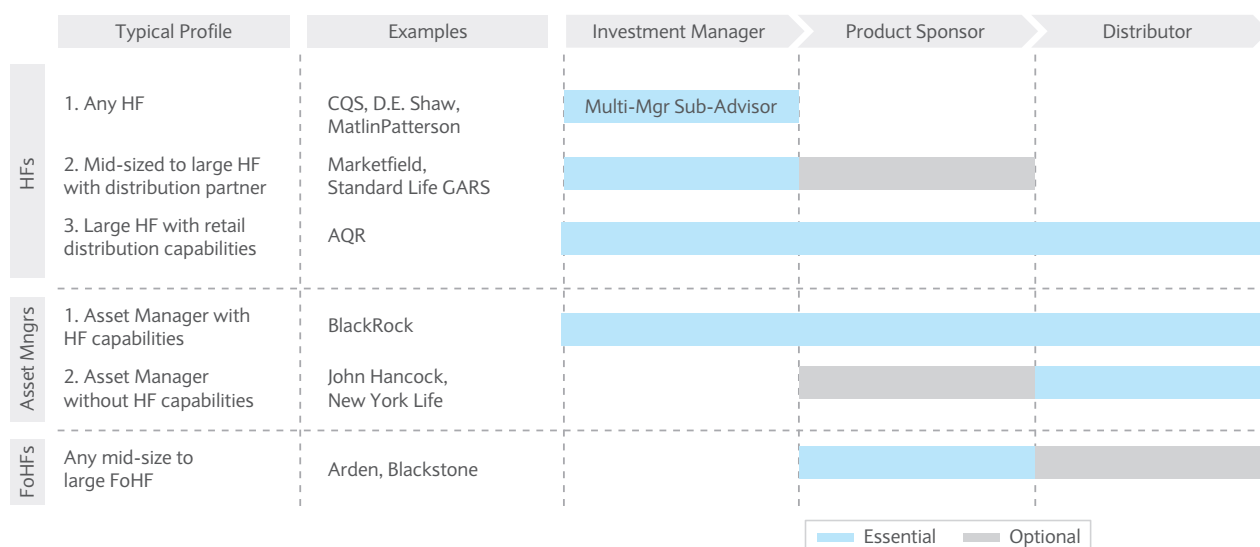 Typical Profile
Examples
Investment Manager
Product Sponsor
Distributor
HFs
1. Any HF
CQS, D.E. Shaw,
MatlinPatterson
Multi-Mgr Sub-Advisor
2. Mid-sized to large HF
with distribution partner
Marketfield,
Standard Life GARS
3. Large HF with retail
distribution capabilities
AQR
Asset Mngrs
1. Asset Manager with
HF capabilities
BlackRock
2. Asset Manager
without HF capabilities
John Hancock,
New York Life
FoHFs
Any mid-size to
large FoHF
Arden, Blackstone
Essential
Optional